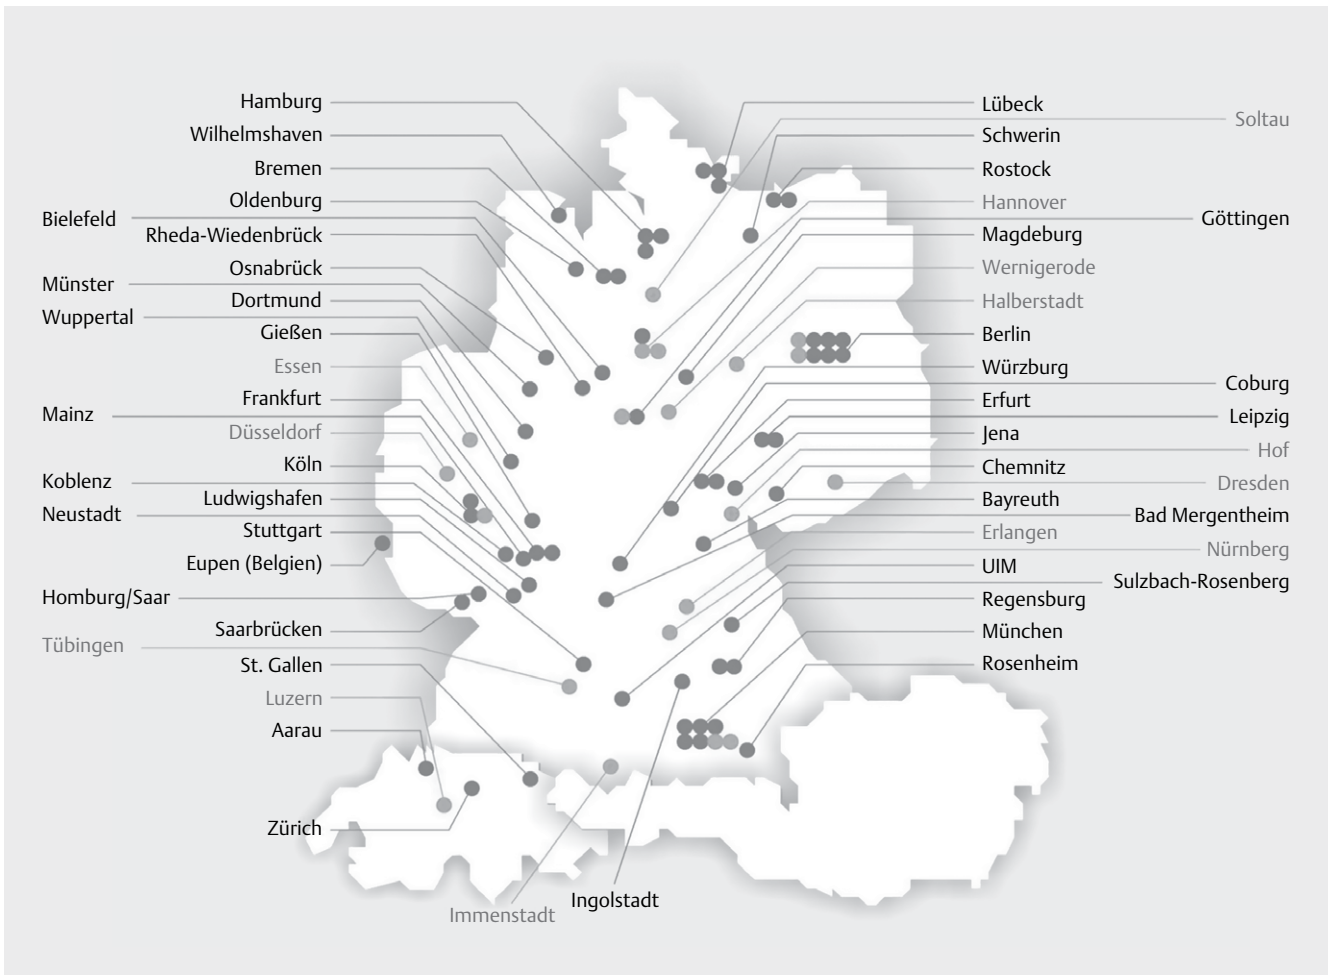 Hamburg
Wilhelmshaven
Bremen
Oldenburg
Bielefeld
Rheda-Wiedenbrück
Osnabrück
Münster
Dortmund
Wuppertal
Gießen
Essen
Frankfurt
Mainz
Düsseldorf
Köln
Koblenz
Ludwigshafen
Neustadt
Stuttgart
Eupen (Belgien)
Homburg/Saar
Saarbrücken
Tübingen
St. Gallen
Luzern
Aarau
Zürich
Immenstadt
Ingolstadt
Lübeck
Soltau
Schwerin
Rostock
Hannover
Göttingen
Magdeburg
Wernigerode
Halberstadt
Berlin
Würzburg
Coburg
Erfurt
Leipzig
Jena
Hof
Chemnitz
Dresden
Bayreuth
Bad Mergentheim
Erlangen
Nürnberg
UIM
Sulzbach-Rosenberg
Regensburg
München
Rosenheim